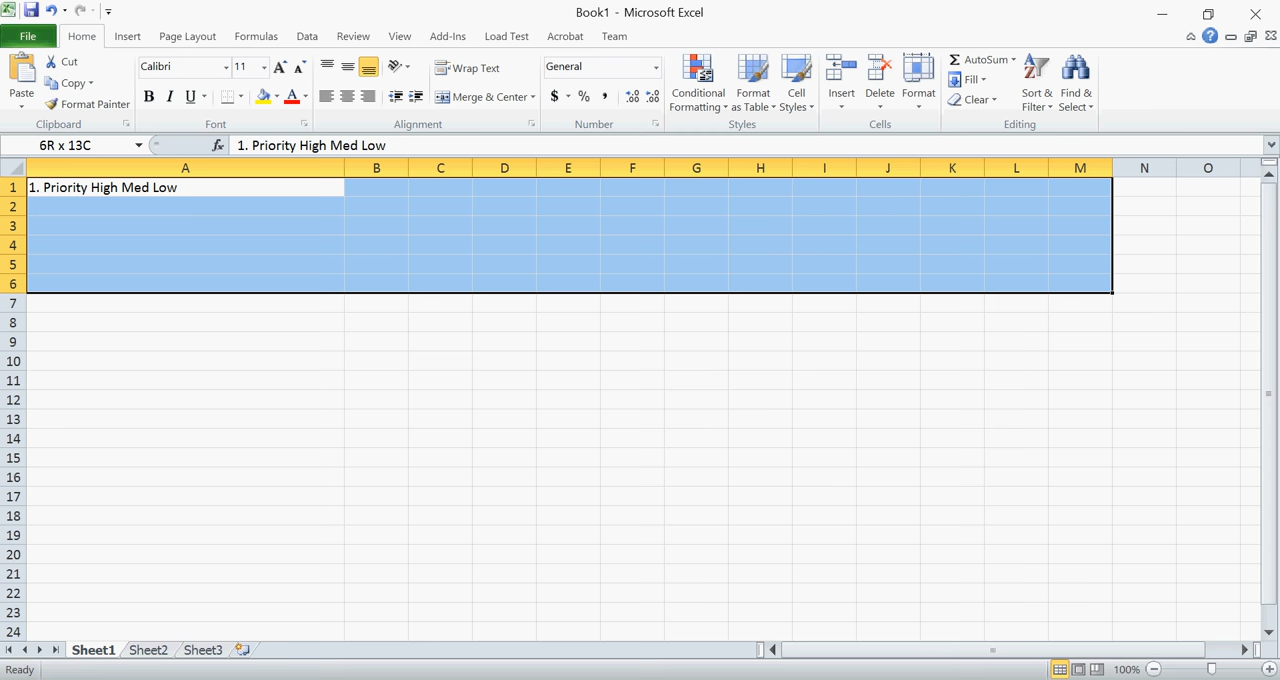 Book1 - Microsoft Excel
File Home Insert Page Layout Formulas Data Review View Add-Ins Load Test Acrobat Team
Paste Cut Copy Format Painter Clipboard
Calibri 11 B I U A Font
Wrap Text Merge & Center Alignment
General $ % , Number
Conditional Formatting Format as Table Cell Styles Styles
Insert Delete Format Cells
Σ AutoSum Fill Clear Sort & Filter Find & Select Editing
6R x 13C fx 1. Priority High Med Low
A B C D E F G H I J K L M N O
1 1. Priority High Med Low
2
3
4
5
6
7
8
9
10
11
12
13
14
15
16
17
18
19
20
21
22
23
24
Sheet1 Sheet2 Sheet3
Ready 100%